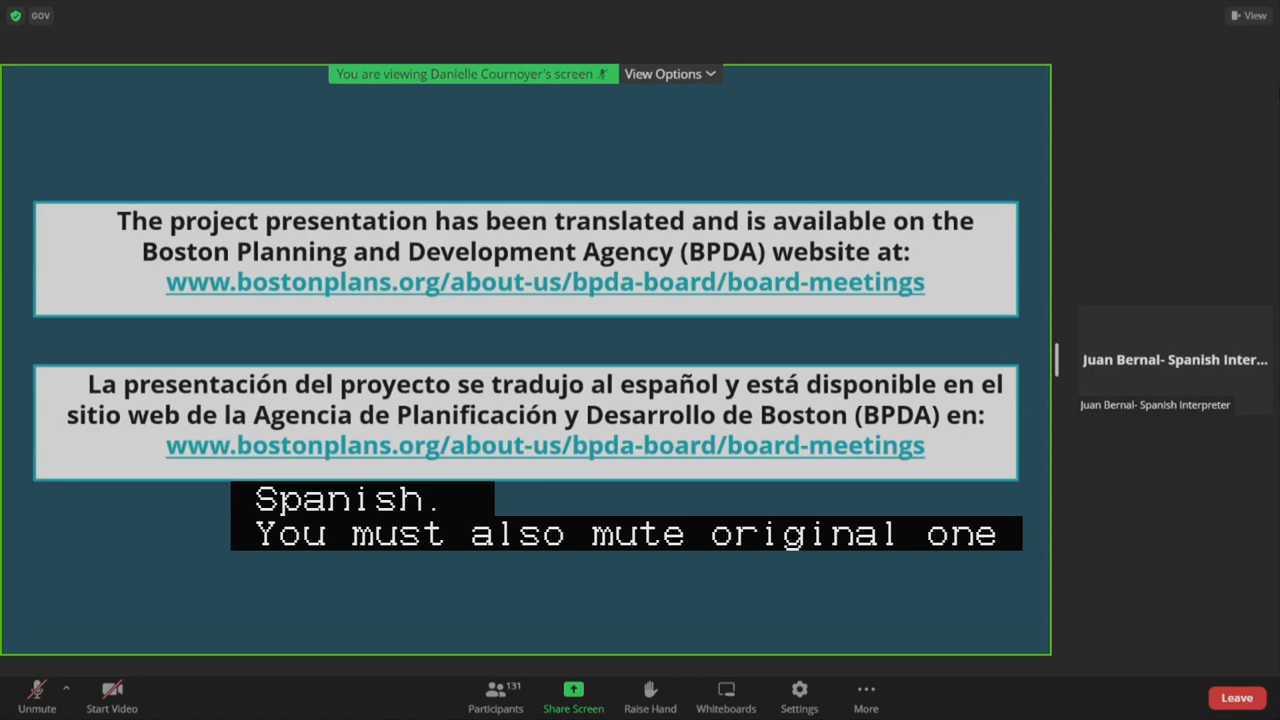 GOV
View
You are viewing Danielle Cournoyer's screen
View Options
The project presentation has been translated and is available on the
Boston Planning and Development Agency (BPDA) website at:
www.bostonplans.org/about-us/bpda-board/board-meetings
Juan Bernal- Spanish Inter...
Juan Bernal- Spanish Interpreter
La presentación del proyecto se tradujo al español y está disponible en el
sitio web de la Agencia de Planificación y Desarrollo de Boston (BPDA) en:
www.bostonplans.org/about-us/bpda-board/board-meetings
Spanish.
You must also mute original one
Unmute
Start Video
131
Participants
Share Screen
Raise Hand
Whiteboards
Settings
More
Leave